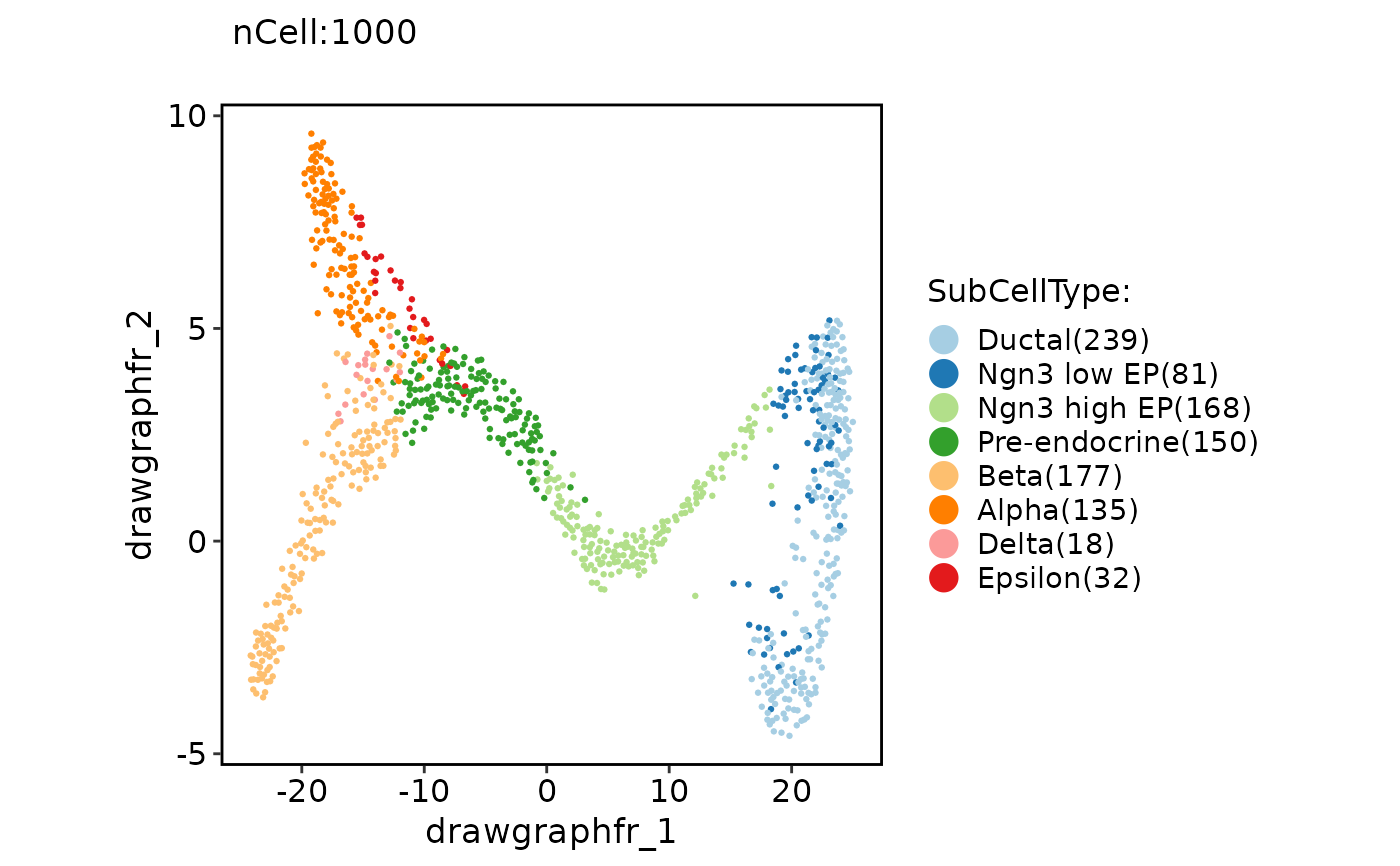 nCell:1000
10
5
0
-5
drawgraphfr_2
-20
-10
0
10
20
drawgraphfr_1
SubCellType:
Ductal(239)
Ngn3 low EP(81)
Ngn3 high EP(168)
Pre-endocrine(150)
Beta(177)
Alpha(135)
Delta(18)
Epsilon(32)